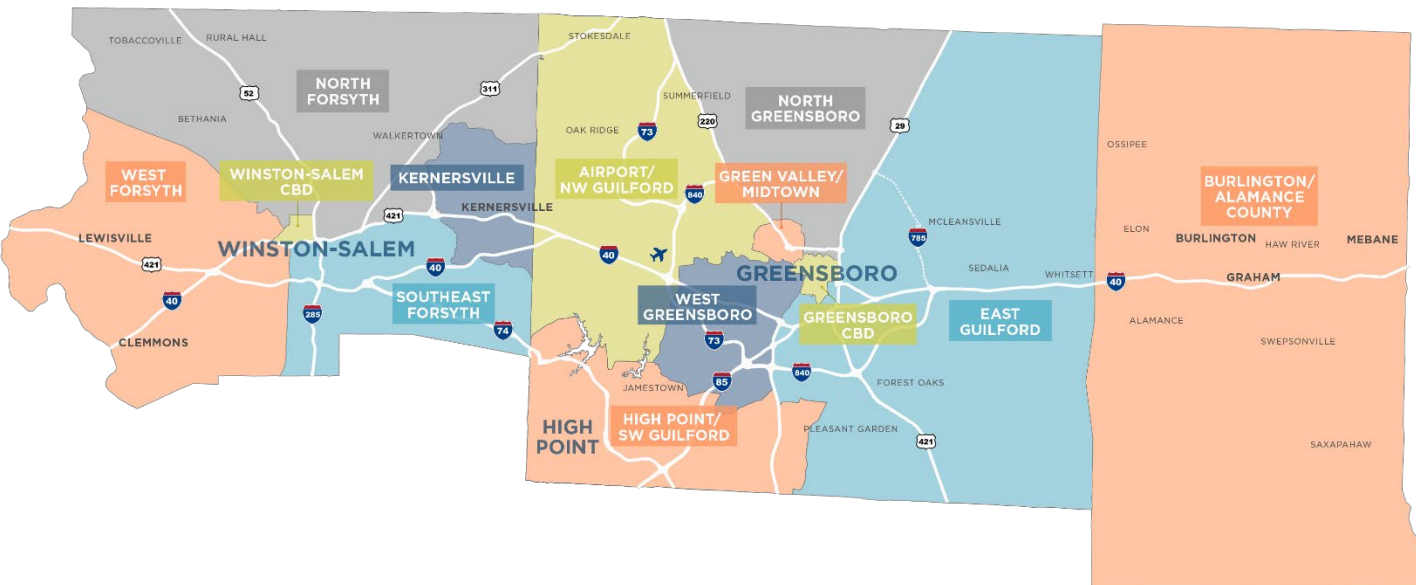 TOBACCOVILLE
RURAL HALL
STOKESDALE
52
311
NORTH
FORSYTH
SUMMERFIELD
NORTH
GREENSBORO
BETHANIA
WALKERTOWN
OAK RIDGE
73
220
29
OSSIPEE
WEST
FORSYTH
WINSTON-SALEM
CBD
KERNERSVILLE
AIRPORT/
NW GUILFORD
GREEN VALLEY/
MIDTOWN
BURLINGTON/
ALAMANCE
COUNTY
840
421
KERNERSVILLE
MCLEANSVILLE
ELON
BURLINGTON
HAW RIVER
MEBANE
LEWISVILLE
WINSTON-SALEM
785
421
40
40
GREENSBORO
SEDALIA
WHITSETT
40
GRAHAM
40
SOUTHEAST
FORSYTH
WEST
GREENSBORO
GREENSBORO
CBD
EAST
GUILFORD
285
74
73
ALAMANCE
CLEMMONS
SWEPSONVILLE
JAMESTOWN
85
840
FOREST OAKS
HIGH
POINT
HIGH POINT/
SW GUILFORD
PLEASANT GARDEN
421
SAXAPAHAW